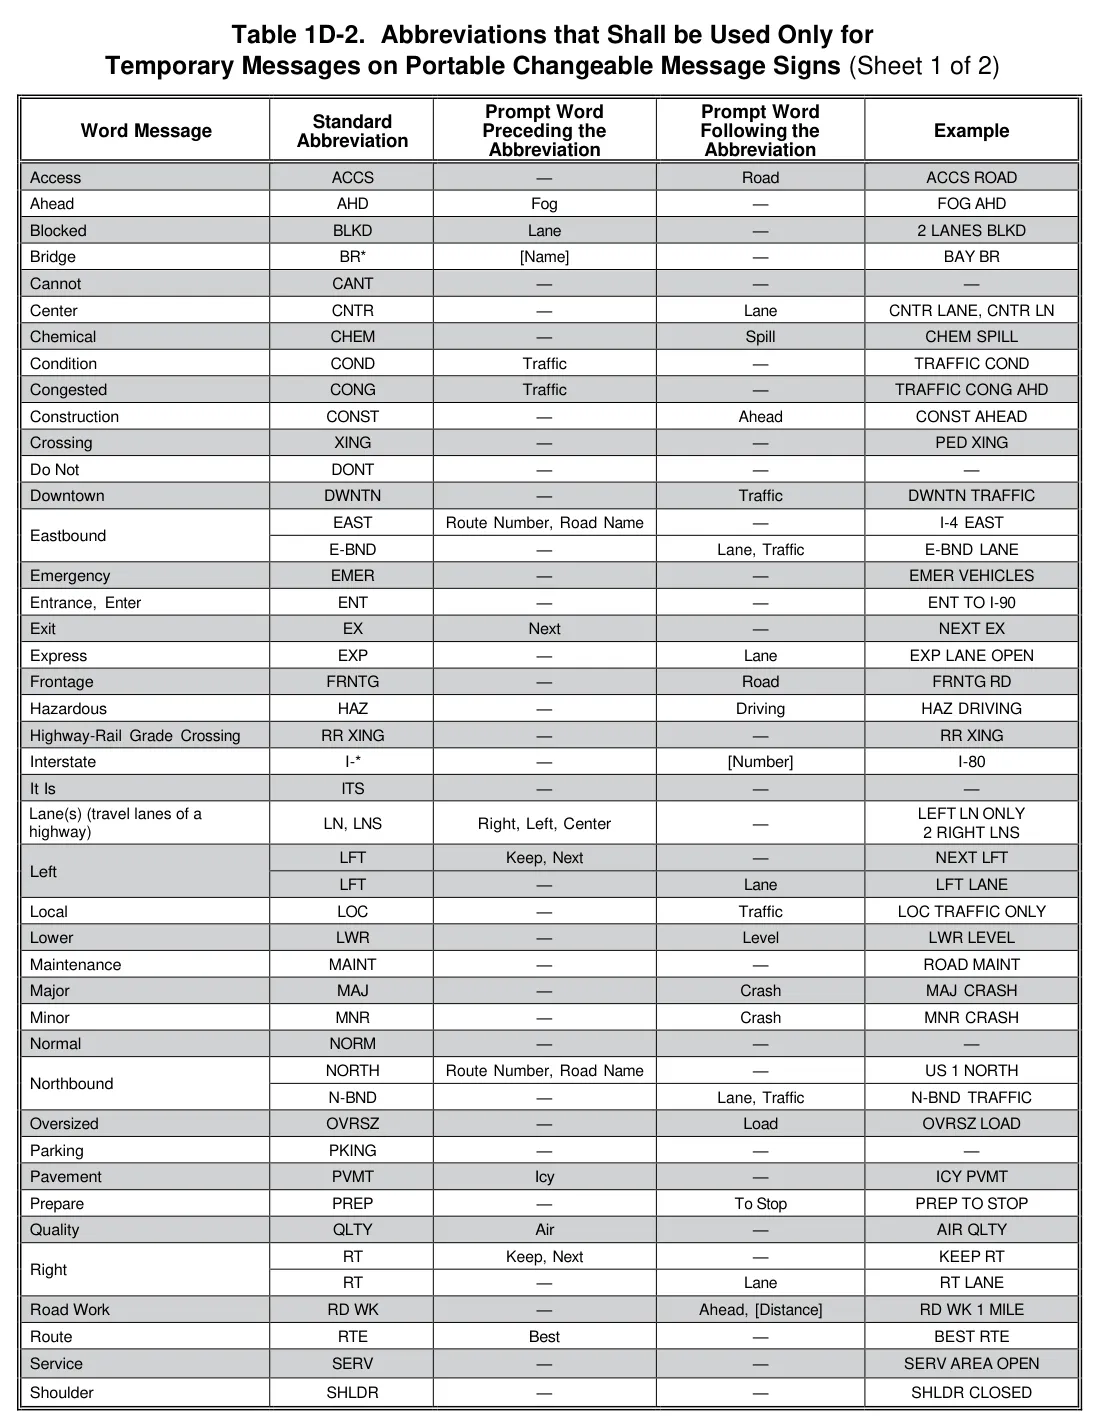 Table 1D-2. Abbreviations that Shall be Used Only for
Temporary Messages on Portable Changeable Message Signs (Sheet 1 of 2)
Word Message Standard Abbreviation Prompt Word Preceding the Abbreviation Prompt Word Following the Abbreviation Example
Access ACCS — Road ACCS ROAD
Ahead AHD Fog — FOG AHD
Blocked BLKD Lane — 2 LANES BLKD
Bridge BR* [Name] — BAY BR
Cannot CANT — — —
Center CNTR — Lane CNTR LANE, CNTR LN
Chemical CHEM — Spill CHEM SPILL
Condition COND Traffic — TRAFFIC COND
Congested CONG Traffic — TRAFFIC CONG AHD
Construction CONST — Ahead CONST AHEAD
Crossing XING — — PED XING
Do Not DONT — — —
Downtown DWNTN — Traffic DWNTN TRAFFIC
Eastbound EAST Route Number, Road Name — I-4 EAST
E-BND — Lane, Traffic E-BND LANE
Emergency EMER — — EMER VEHICLES
Entrance, Enter ENT — — ENT TO I-90
Exit EX Next — NEXT EX
Express EXP — Lane EXP LANE OPEN
Frontage FRNTG — Road FRNTG RD
Hazardous HAZ — Driving HAZ DRIVING
Highway-Rail Grade Crossing RR XING — — RR XING
Interstate I-* — [Number] I-80
It Is ITS — — —
Lane(s) (travel lanes of a highway) LN, LNS Right, Left, Center — LEFT LN ONLY
2 RIGHT LNS
Left LFT Keep, Next — NEXT LFT
LFT — Lane LFT LANE
Local LOC — Traffic LOC TRAFFIC ONLY
Lower LWR — Level LWR LEVEL
Maintenance MAINT — — ROAD MAINT
Major MAJ — Crash MAJ CRASH
Minor MNR — Crash MNR CRASH
Normal NORM — — —
Northbound NORTH Route Number, Road Name — US 1 NORTH
N-BND — Lane, Traffic N-BND TRAFFIC
Oversized OVRSZ — Load OVRSZ LOAD
Parking PKING — — —
Pavement PVMT Icy — ICY PVMT
Prepare PREP — To Stop PREP TO STOP
Quality QLTY Air — AIR QLTY
Right RT Keep, Next — KEEP RT
RT — Lane RT LANE
Road Work RD WK — Ahead, [Distance] RD WK 1 MILE
Route RTE Best — BEST RTE
Service SERV — — SERV AREA OPEN
Shoulder SHLDR — — SHLDR CLOSED